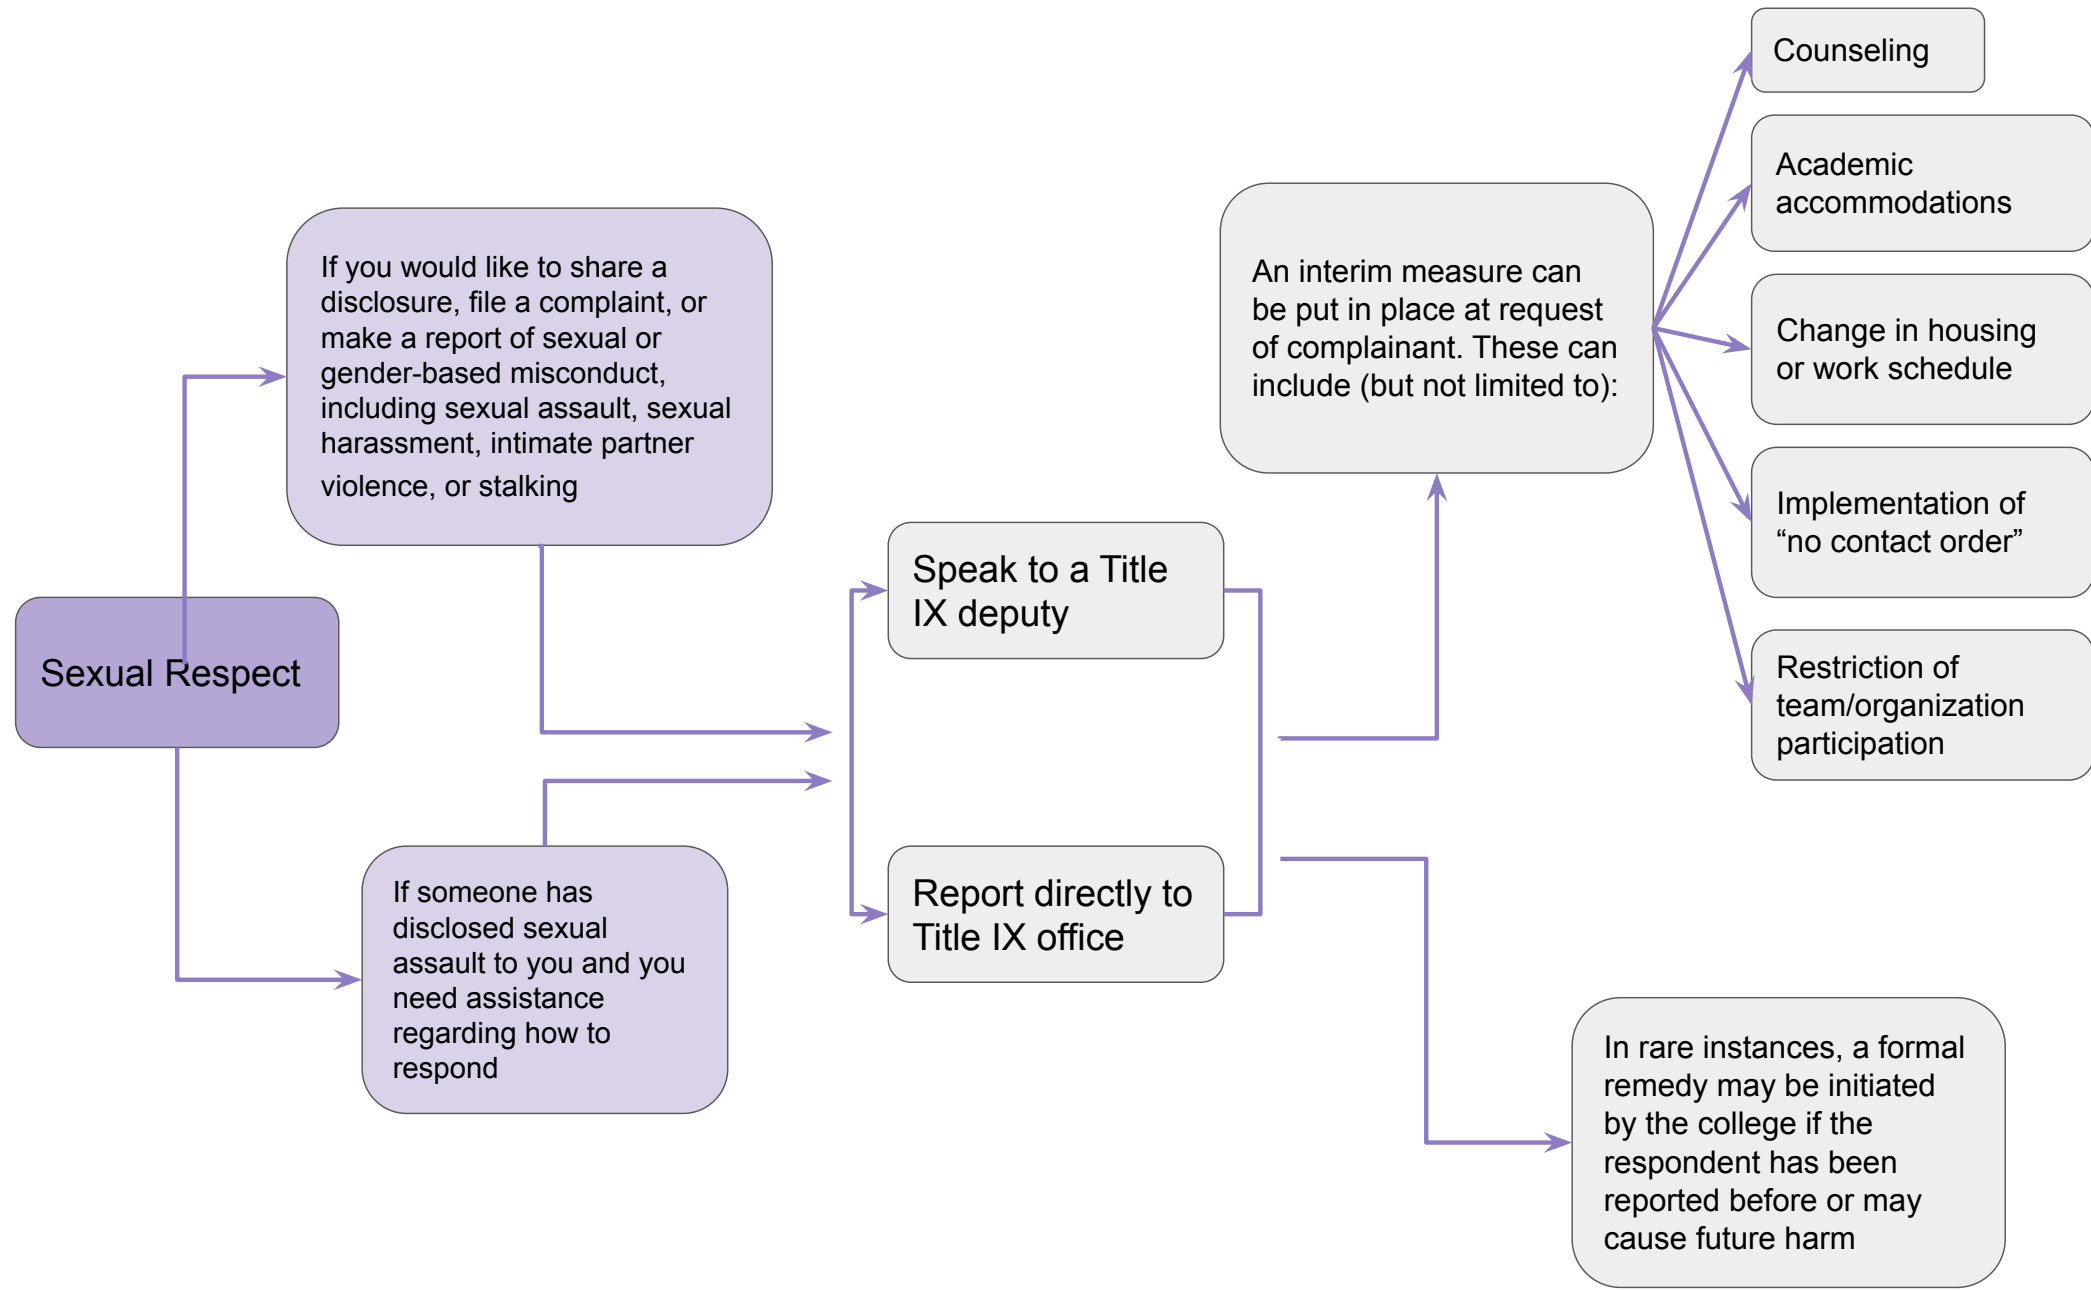 Sexual Respect
If you would like to share a
disclosure, file a complaint, or
make a report of sexual or
gender-based misconduct,
including sexual assault, sexual
harassment, intimate partner
violence, or stalking
If someone has
disclosed sexual
assault to you and you
need assistance
regarding how to
respond
Speak to a Title
IX deputy
Report directly to
Title IX office
An interim measure can
be put in place at request
of complainant. These can
include (but not limited to):
Counseling
Academic
accommodations
Change in housing
or work schedule
Implementation of
“no contact order”
Restriction of
team/organization
participation
In rare instances, a formal
remedy may be initiated
by the college if the
respondent has been
reported before or may
cause future harm